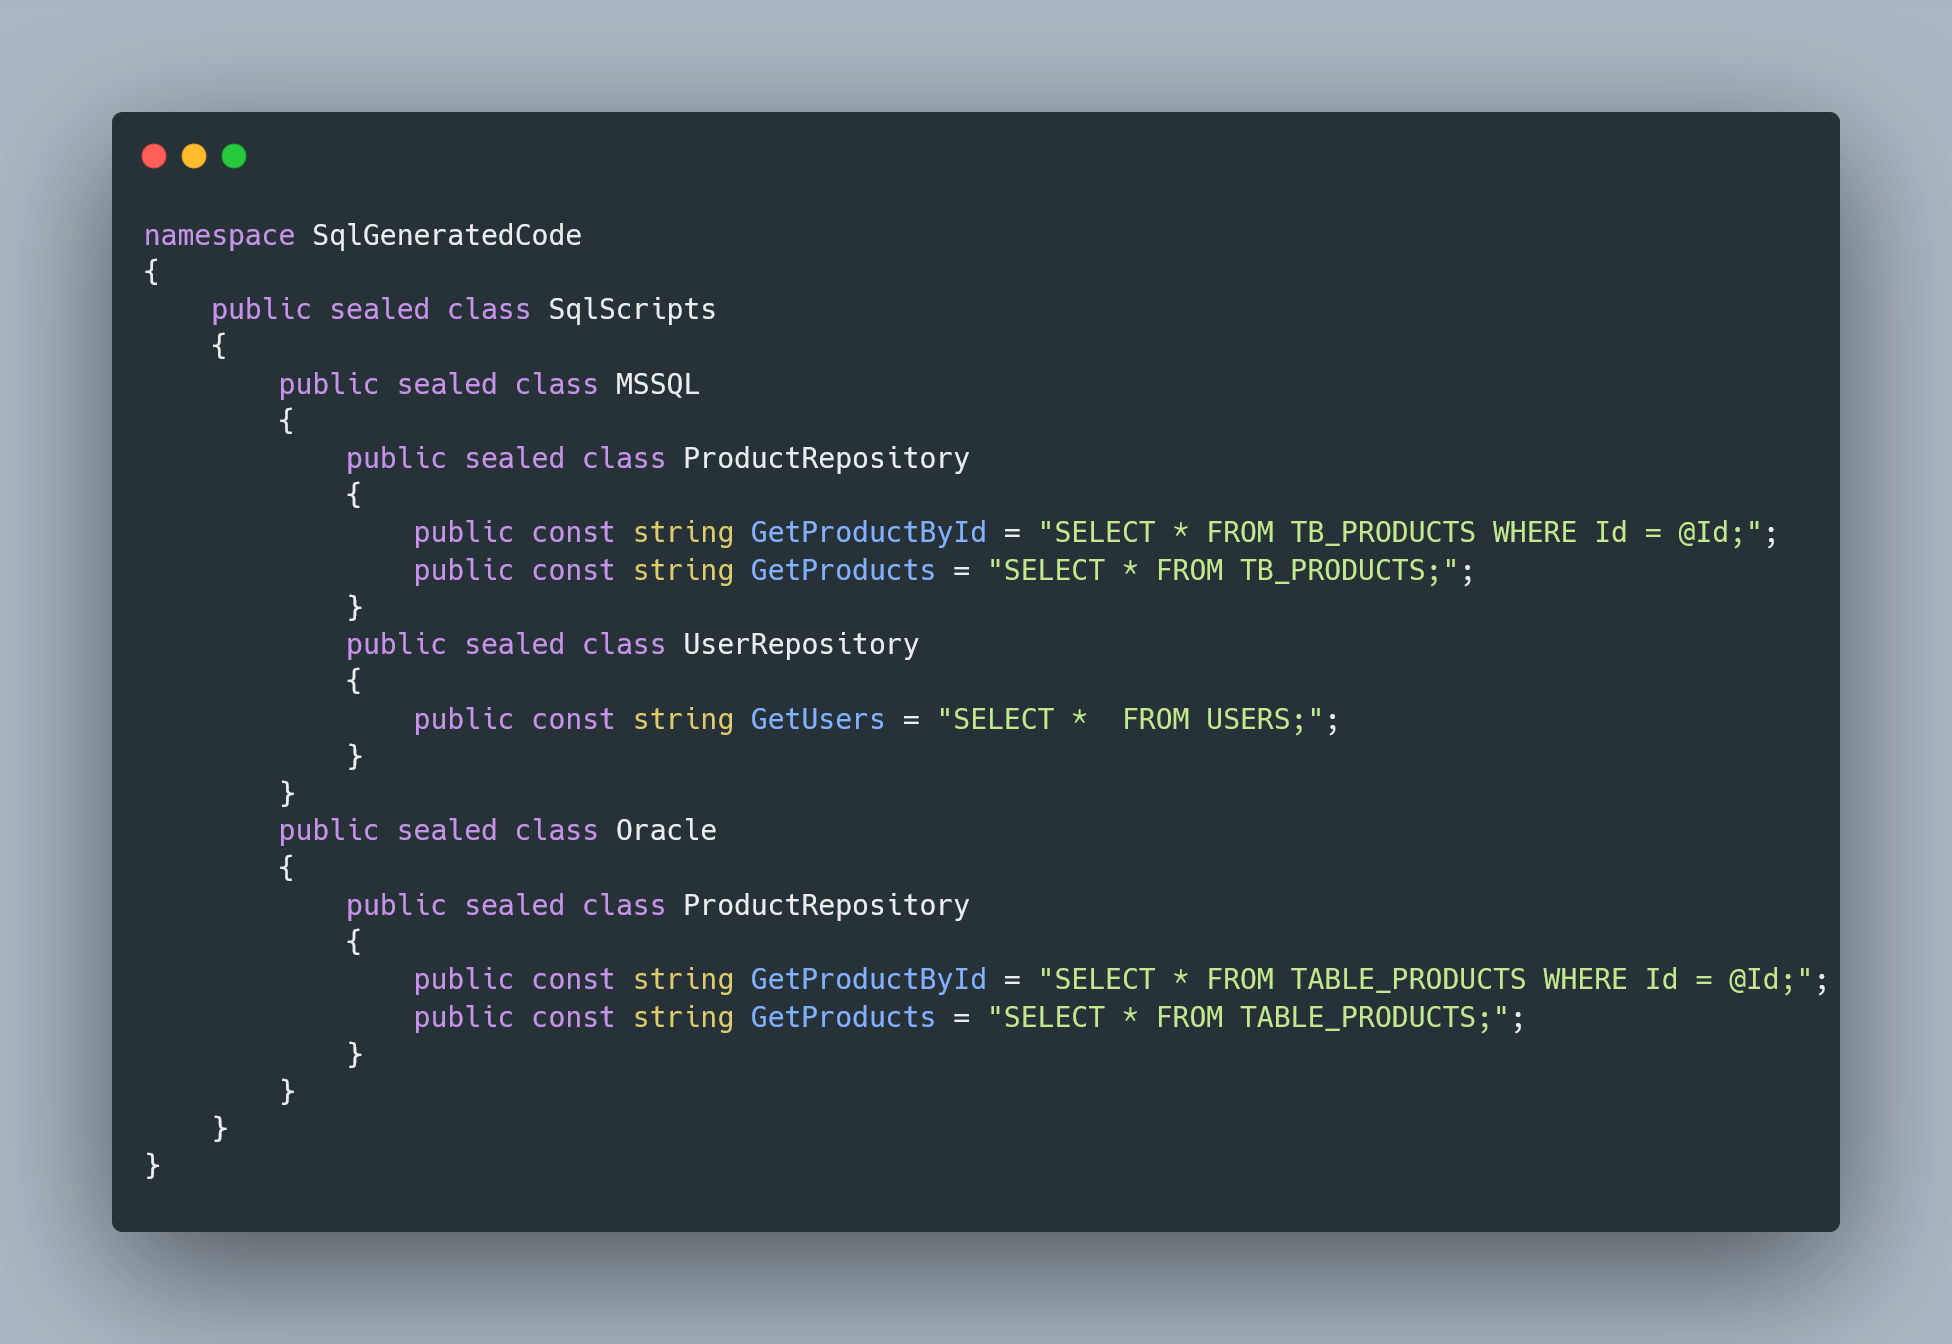 namespace SqlGeneratedCode
{
    public sealed class SqlScripts
    {
        public sealed class MSSQL
        {
            public sealed class ProductRepository
            {
                public const string GetProductById = "SELECT * FROM TB_PRODUCTS WHERE Id = @Id;";
                public const string GetProducts = "SELECT * FROM TB_PRODUCTS;";
            }
            public sealed class UserRepository
            {
                public const string GetUsers = "SELECT *  FROM USERS;";
            }
        }
        public sealed class Oracle
        {
            public sealed class ProductRepository
            {
                public const string GetProductById = "SELECT * FROM TABLE_PRODUCTS WHERE Id = @Id;";
                public const string GetProducts = "SELECT * FROM TABLE_PRODUCTS;";
            }
        }
    }
}